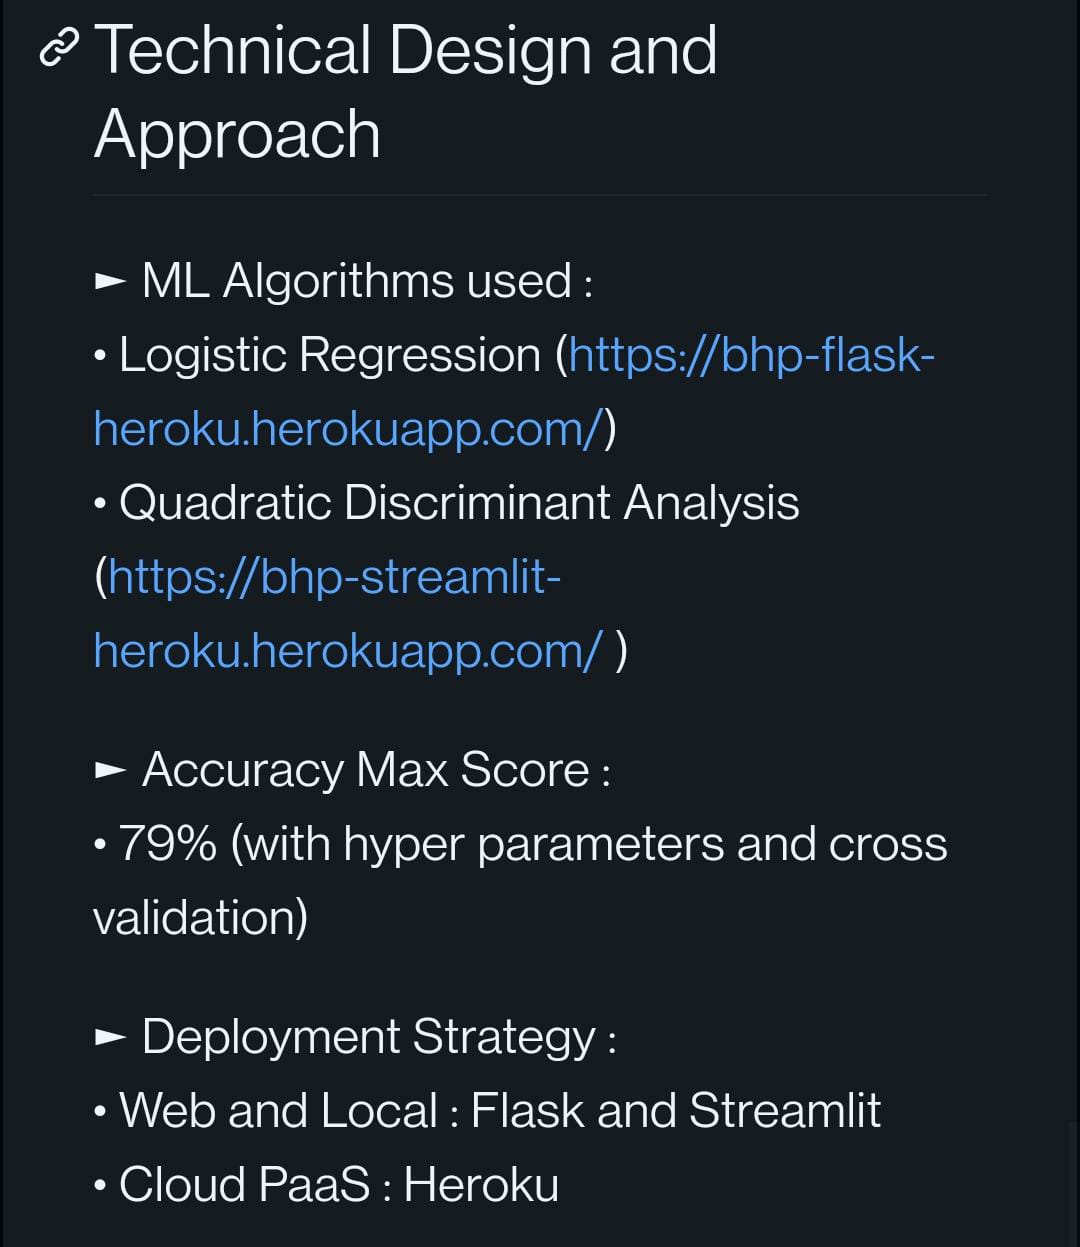 Technical Design and
Approach
► ML Algorithms used :
• Logistic Regression (https://bhp-flask-
heroku.herokuapp.com/)
• Quadratic Discriminant Analysis
(https://bhp-streamlit-
heroku.herokuapp.com/ )
► Accuracy Max Score :
• 79% (with hyper parameters and cross
validation)
► Deployment Strategy :
• Web and Local : Flask and Streamlit
• Cloud PaaS : Heroku